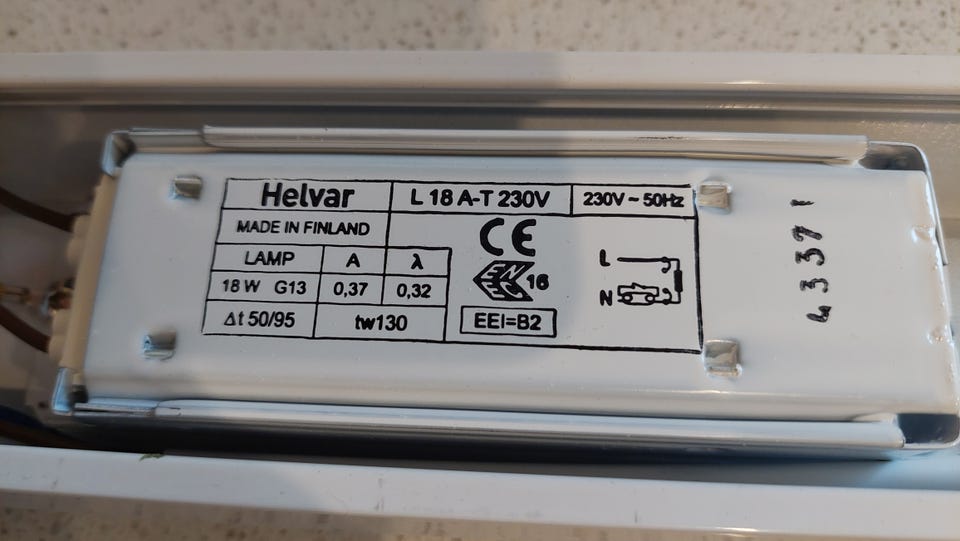 Helvar
L 18 A-T 230V
230V ~ 50Hz
MADE IN FINLAND
CE
LAMP A λ
18 W G13 0,37 0,32
ENEC 16
L
N
Δt 50/95 tw130
EEI=B2